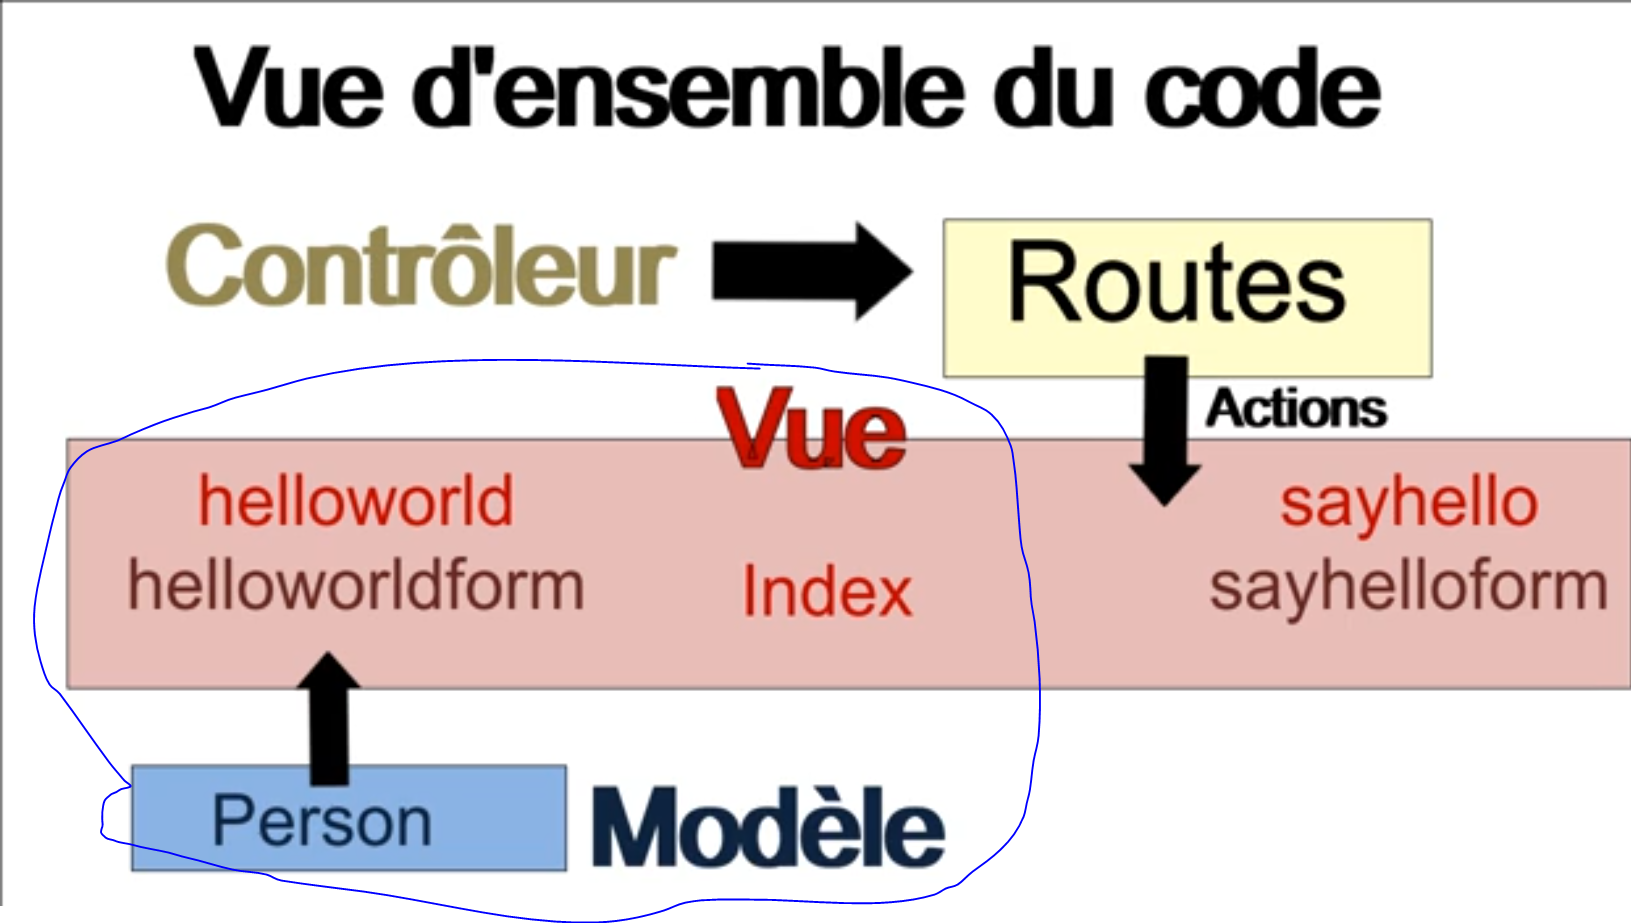 Vue d'ensemble du code
Contrôleur
Routes
Actions
Vue
helloworld
helloworldform
Index
sayhello
sayhelloform
Person
Modèle